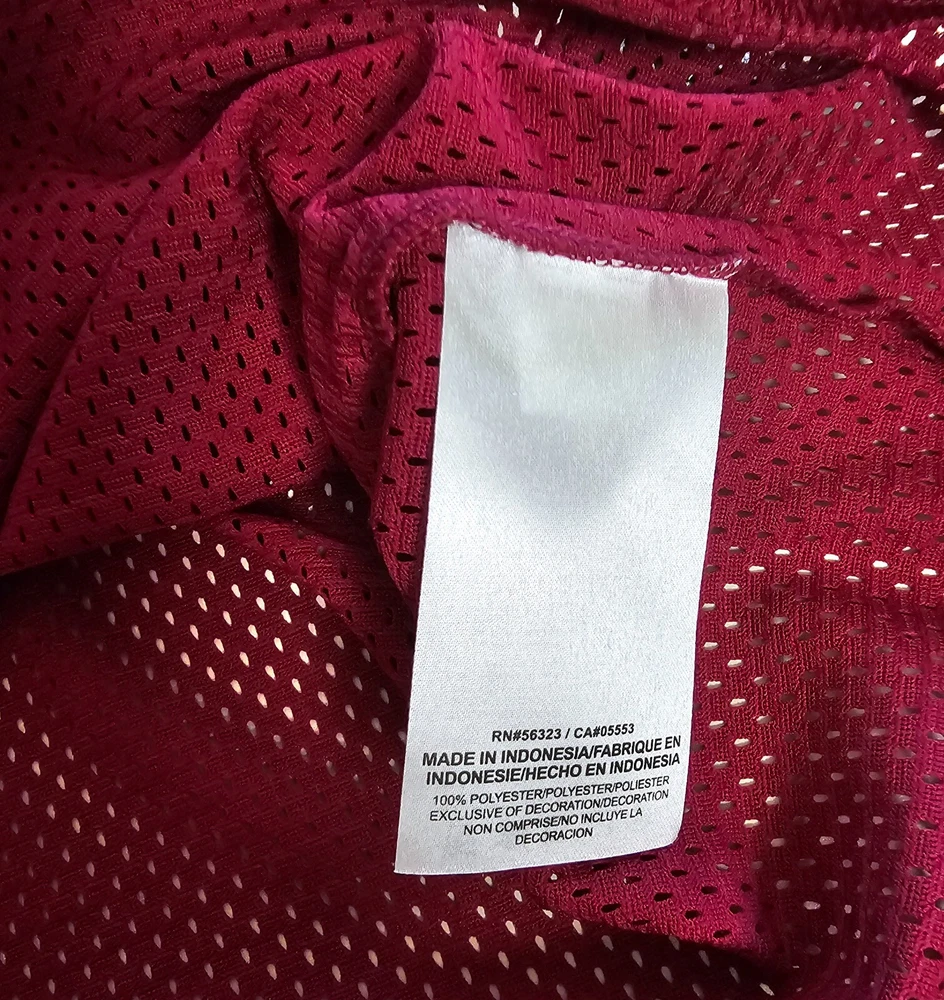 RN#56323 / CA#05553
MADE IN INDONESIA/FABRIQUE EN
INDONESIE/HECHO EN INDONESIA
100% POLYESTER/POLYESTER/POLIESTER
EXCLUSIVE OF DECORATION/DECORATION
NON COMPRISE/NO INCLUYE LA
DECORACION